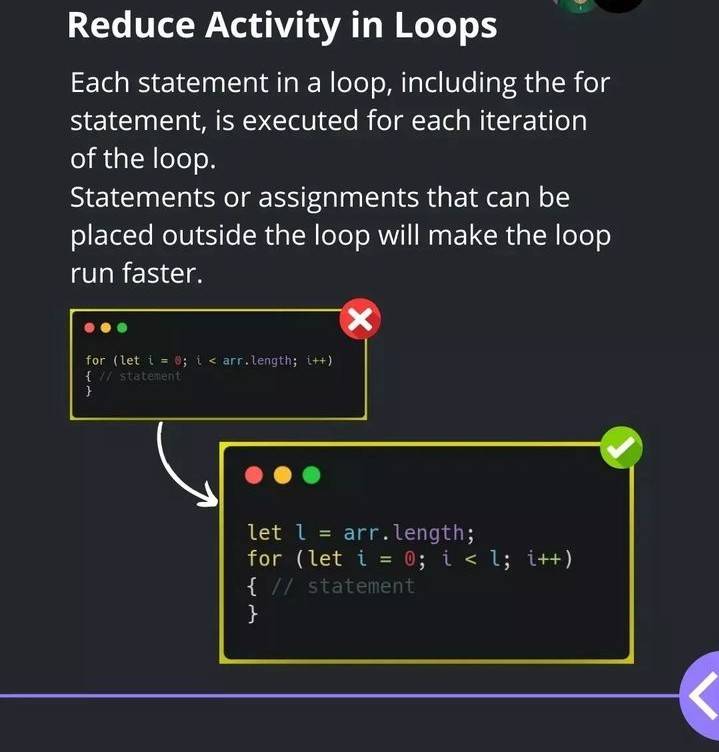 Reduce Activity in Loops
Each statement in a loop, including the for
statement, is executed for each iteration
of the loop.
Statements or assignments that can be
placed outside the loop will make the loop
run faster.
for (let i = 0; i < arr.length; i++)
{ // statement
}
let l = arr.length;
for (let i = 0; i < l; i++)
{ // statement
}